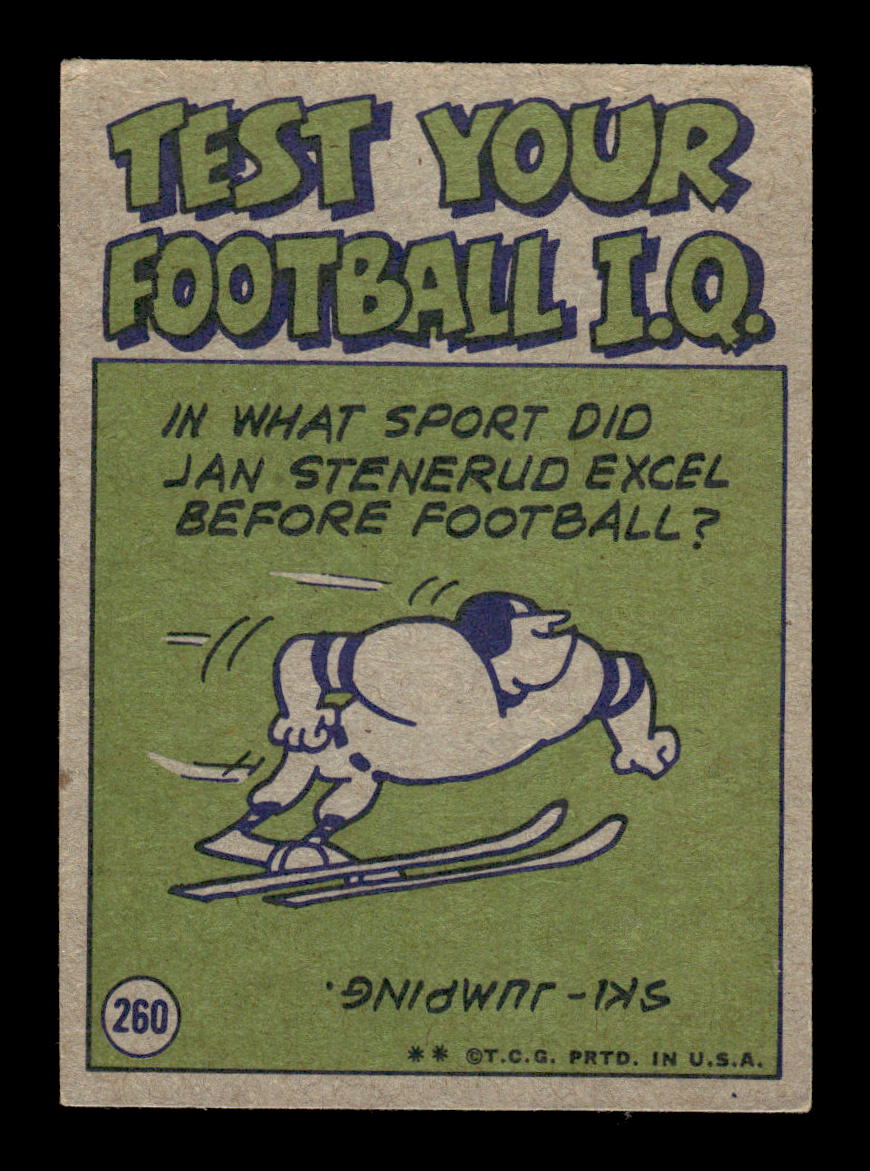 TEST YOUR
FOOTBALL I.Q.
IN WHAT SPORT DID
JAN STENERUD EXCEL
BEFORE FOOTBALL?
SKI-JUMPING.
260
** ©T.C.G. PRTD. IN U.S.A.